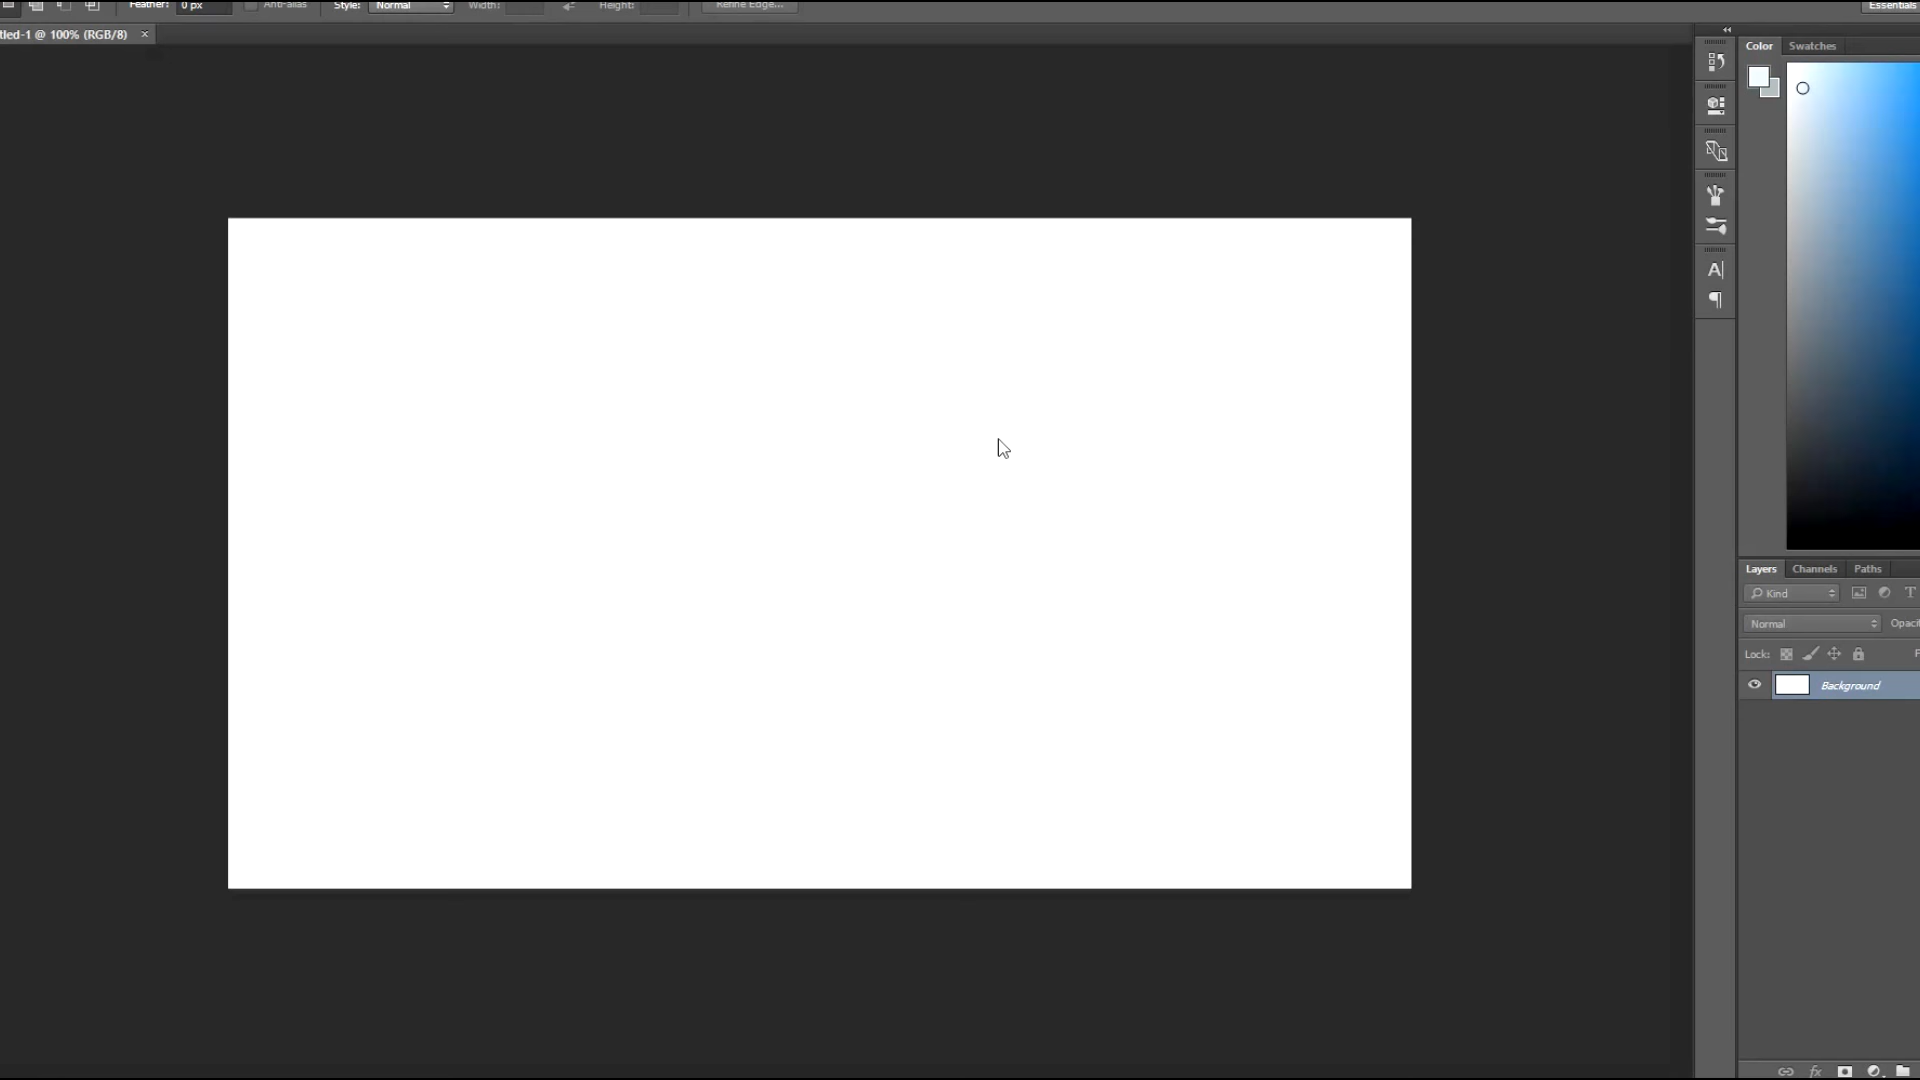 Feather: 0 px Anti-alias Style: Normal Width: Height: Refine Edge... Essentials
tled-1 @ 100% (RGB/8) ×
Color Swatches
A|
Layers Channels Paths
Kind T
Normal Opaci
Lock: F
Background
fx